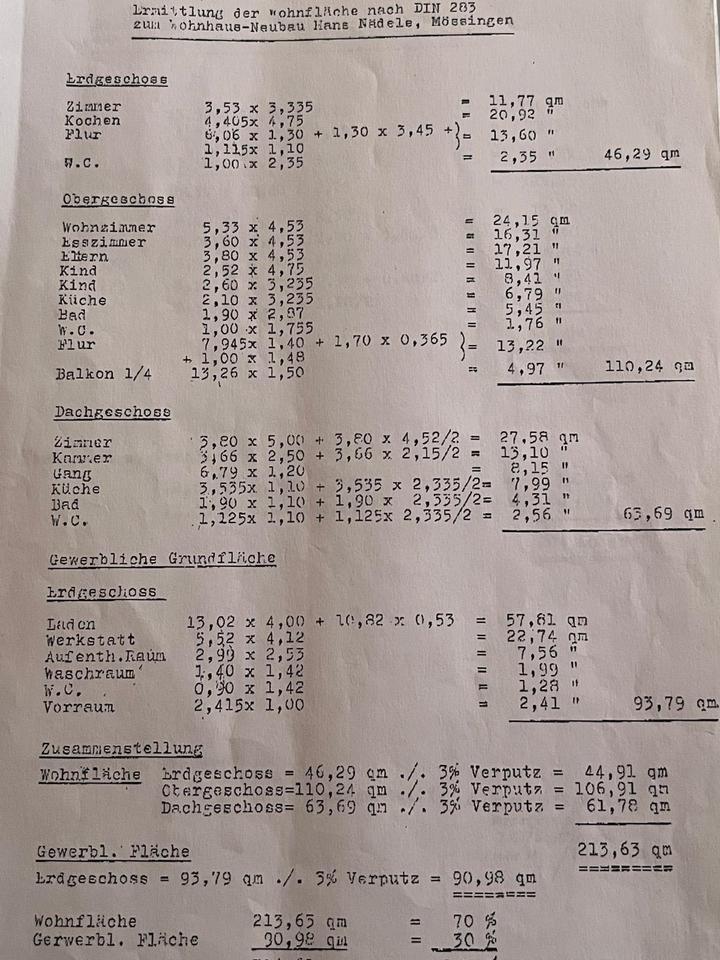 Ermittlung der Wohnfläche nach DIN 283
zum Wohnhaus-Neubau Hans Nädele, Mössingen
Erdgeschoss
Zimmer 3,53 x 3,335 = 11,77 qm
Kochen 4,405x 4,75 = 20,92 "
Flur 6,06 x 1,30 + 1,30 x 3,45 + )= 13,60 "
1,115x 1,10
W.C. 1,00 x 2,35 = 2,35 " 46,29 qm
Obergeschoss
Wohnzimmer 5,33 x 4,53 = 24,15 qm
Esszimmer 3,60 x 4,53 = 16,31 "
Eltern 3,80 x 4,53 = 17,21 "
Kind 2,52 x 4,75 = 11,97 "
Kind 2,60 x 3,235 = 8,41 "
Küche 2,10 x 3,235 = 6,79 "
Bad 1,90 x 2,87 = 5,45 "
W.C. 1,00 x 1,755 = 1,76 "
Flur 7,945x 1,40 + 1,70 x 0,365 )= 13,22 "
+ 1,00 x 1,48
Balkon 1/4 13,26 x 1,50 = 4,97 " 110,24 qm
Dachgeschoss
Zimmer 3,80 x 5,00 + 3,80 x 4,52/2 = 27,58 qm
Kammer 3,66 x 2,50 + 3,66 x 2,15/2 = 13,10 "
Gang 6,79 x 1,20 = 8,15 "
Küche 3,535x 1,10 + 3,535 x 2,335/2= 7,99 "
Bad 1,90 x 1,10 + 1,90 x 2,335/2= 4,31 "
W.C. 1,125x 1,10 + 1,125x 2,335/2 = 2,56 " 63,69 qm
Gewerbliche Grundfläche
Erdgeschoss
Laden 13,02 x 4,00 + 10,82 x 0,53 = 57,81 qm
Werkstatt 5,52 x 4,12 = 22,74 qm
Aufenth.Raum 2,99 x 2,53 = 7,56 "
Waschraum 1,40 x 1,42 = 1,99 "
W.C. 0,90 x 1,42 = 1,28 "
Vorraum 2,415x 1,00 = 2,41 " 93,79 qm
Zusammenstellung
Wohnfläche Erdgeschoss = 46,29 qm ./. 3% Verputz = 44,91 qm
Obergeschoss=110,24 qm ./. 3% Verputz = 106,91 qm
Dachgeschoss= 63,69 qm ./. 3% Verputz = 61,78 qm
213,63 qm
Gewerbl. Fläche
Erdgeschoss = 93,79 qm ./. 3% Verputz = 90,98 qm
Wohnfläche 213,63 qm = 70 %
Gerwerbl. Fläche 90,98 qm = 30 %